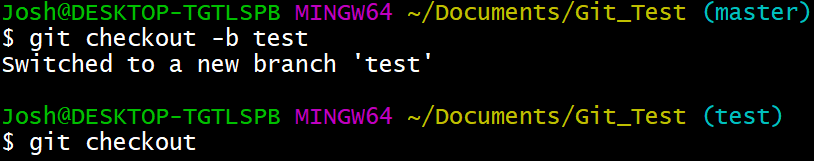 Josh@DESKTOP-TGTLSPB MINGW64 ~/Documents/Git_Test (master)
$ git checkout -b test
Switched to a new branch 'test'
Josh@DESKTOP-TGTLSPB MINGW64 ~/Documents/Git_Test (test)
$ git checkout